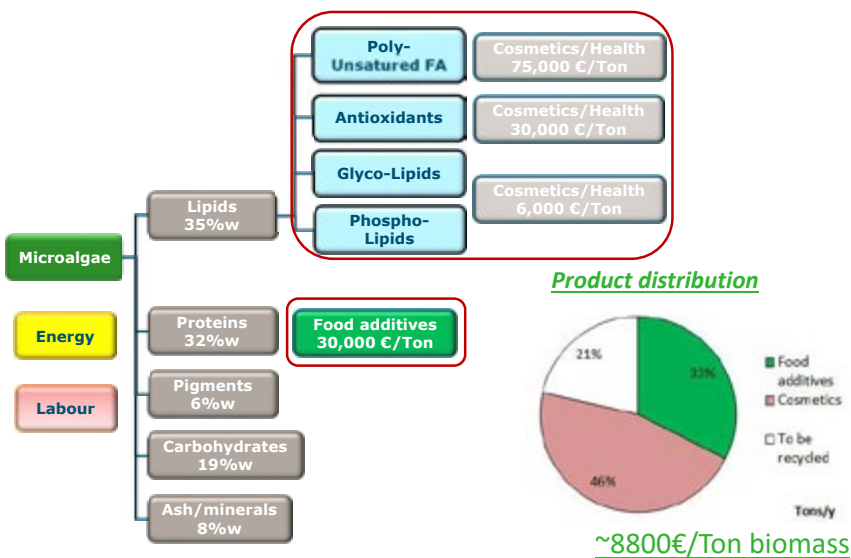 Poly-
Unsatured FA
Cosmetics/Health
75,000 €/Ton
Antioxidants
Cosmetics/Health
30,000 €/Ton
Glyco-Lipids
Cosmetics/Health
6,000 €/Ton
Phospho-
Lipids
Lipids
35%w
Microalgae
Energy
Labour
Proteins
32%w
Food additives
30,000 €/Ton
Pigments
6%w
Carbohydrates
19%w
Ash/minerals
8%w
Product distribution
21%
33%
46%
Food
additives
Cosmetics
To be
recycled
Tons/y
~8800€/Ton biomass